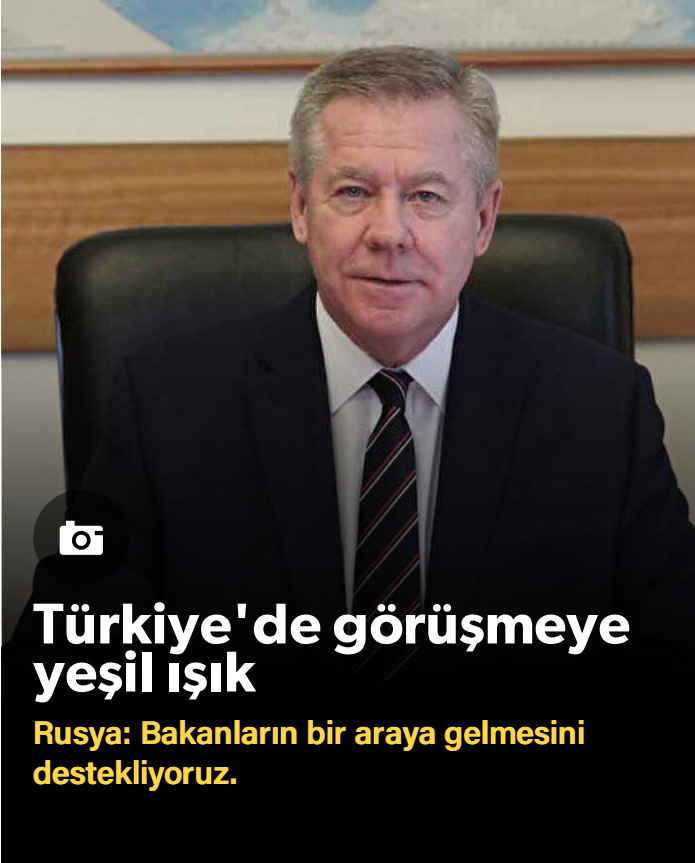 Türkiye'de görüşmeye
yeşil ışık
Rusya: Bakanların bir araya gelmesini
destekliyoruz.